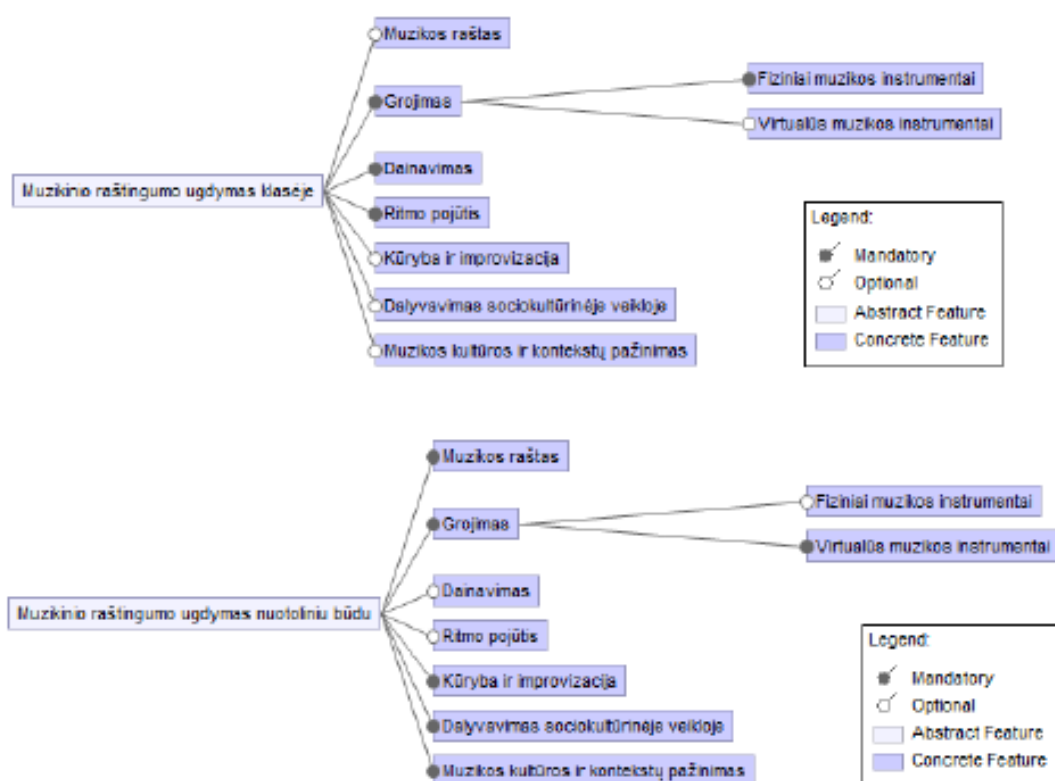 Muzikos raštas
Grojimas
Fiziniai muzikos instrumentai
Virtualūs muzikos instrumentai
Dainavimas
Muzikinio raštingumo ugdymas klasėje
Ritmo pojūtis
Kūryba ir improvizacija
Dalyvavimas sociokultūrinėje veikloje
Muzikos kultūros ir kontekstų pažinimas
Legend:
Mandatory
Optional
Abstract Feature
Concrete Feature
Muzikos raštas
Grojimas
Fiziniai muzikos instrumentai
Virtualūs muzikos instrumentai
Dainavimas
Muzikinio raštingumo ugdymas nuotoliniu būdu
Ritmo pojūtis
Kūryba ir improvizacija
Dalyvavimas sociokultūrinėje veikloje
Muzikos kultūros ir kontekstų pažinimas
Legend:
Mandatory
Optional
Abstract Feature
Concrete Feature